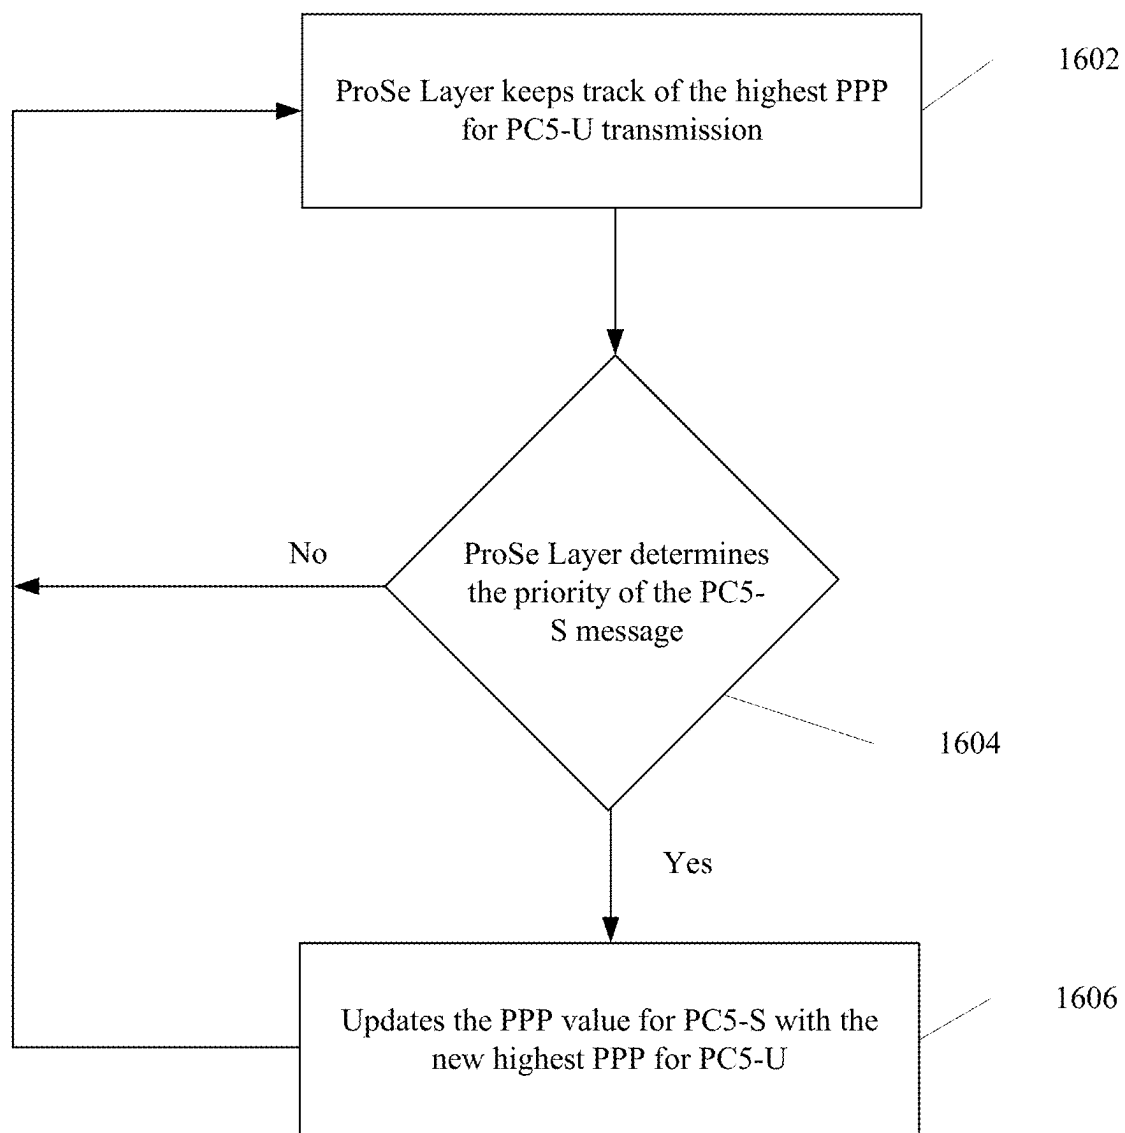 ProSe Layer keeps track of the highest PPP
for PC5-U transmission
1602
No
ProSe Layer determines
the priority of the PC5-
S message
1604
Yes
Updates the PPP value for PC5-S with the
new highest PPP for PC5-U
1606